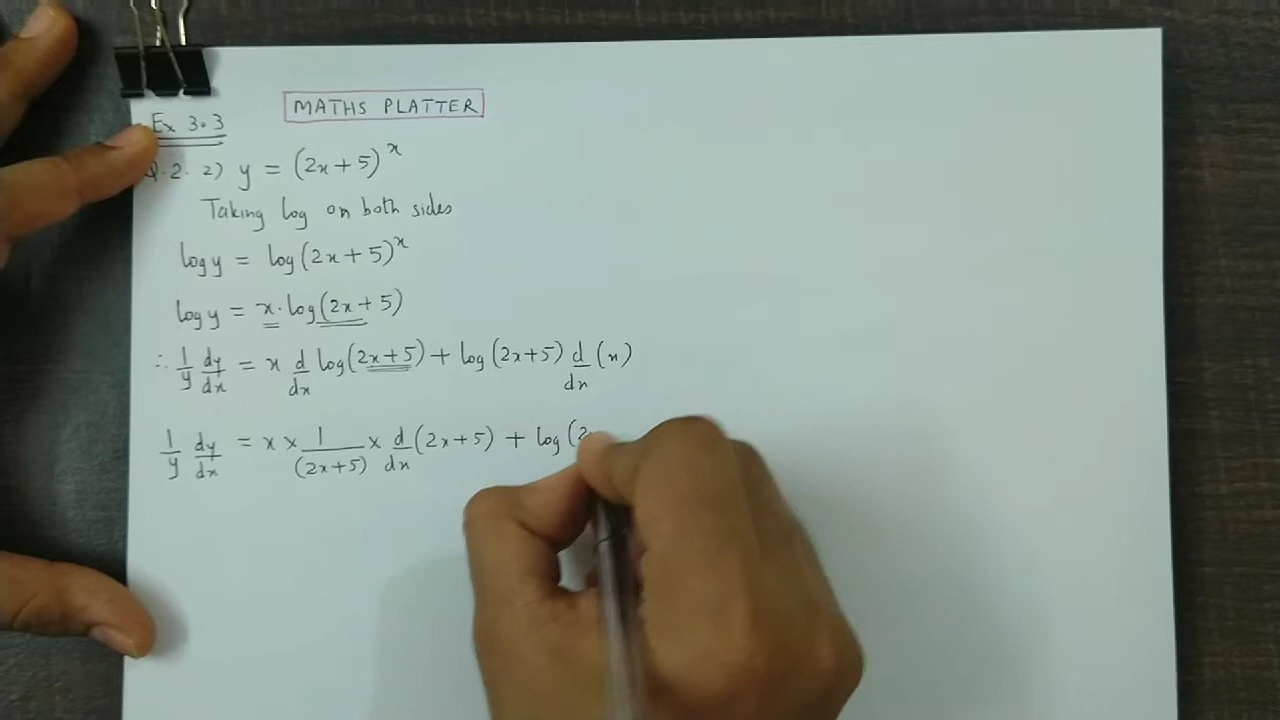 MATHS PLATTER
Ex 3.3
Q.2. 2) y = (2x+5)^x
Taking log on both sides
log y = log(2x+5)^x
log y = x · log(2x+5)
∴ 1/y dy/dx = x d/dx log(2x+5) + log(2x+5) d/dx (x)
1/y dy/dx = x × 1/(2x+5) × d/dx (2x+5) + log(2